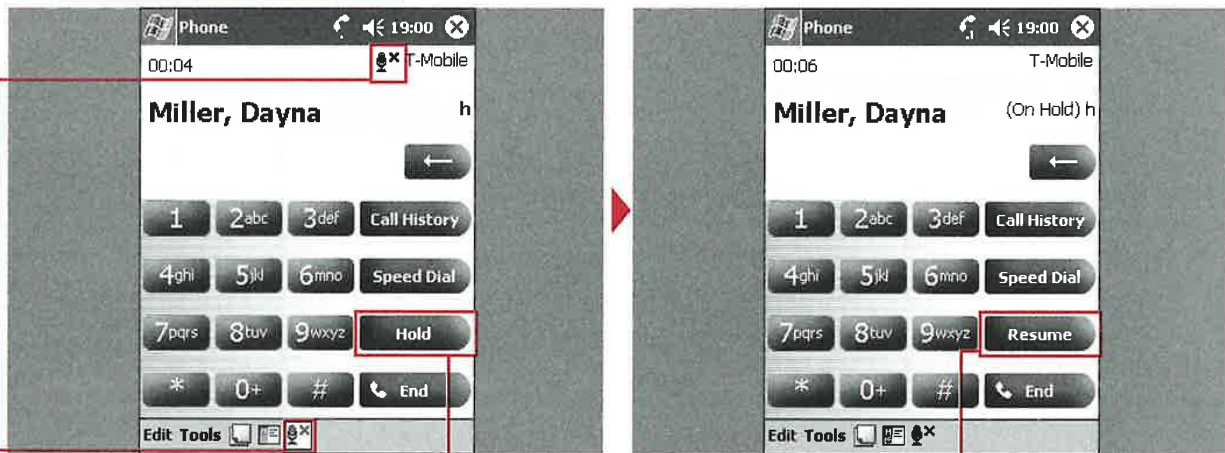 Phone 19:00
00:04 T-Mobile
Miller, Dayna h
1 2abc 3def Call History
4ghi 5jkl 6mno Speed Dial
7pqrs 8tuv 9wxyz Hold
* 0+ # End
Edit Tools
Phone 19:00
00:06 T-Mobile
Miller, Dayna (On Hold) h
1 2abc 3def Call History
4ghi 5jkl 6mno Speed Dial
7pqrs 8tuv 9wxyz Resume
* 0+ # End
Edit Tools